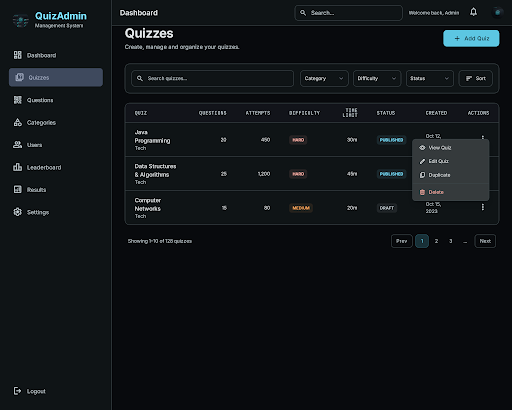 QuizAdmin
Management System
Dashboard
Quizzes
Questions
Categories
Users
Leaderboard
Results
Settings
Logout
Dashboard
Search...
Welcome back, Admin
Quizzes
Create, manage and organize your quizzes.
Add Quiz
Search quizzes...
Category
Difficulty
Status
Sort
QUIZ QUESTIONS ATTEMPTS DIFFICULTY TIME LIMIT STATUS CREATED ACTIONS
Java Programming
Tech
20 450 HARD 30m PUBLISHED Oct 12,
Data Structures & Algorithms
Tech
25 1,200 HARD 45m PUBLISHED
Computer Networks
Tech
15 80 MEDIUM 20m DRAFT Oct 15, 2023
View Quiz
Edit Quiz
Duplicate
Delete
Showing 1-10 of 128 quizzes
Prev 1 2 3 ... Next